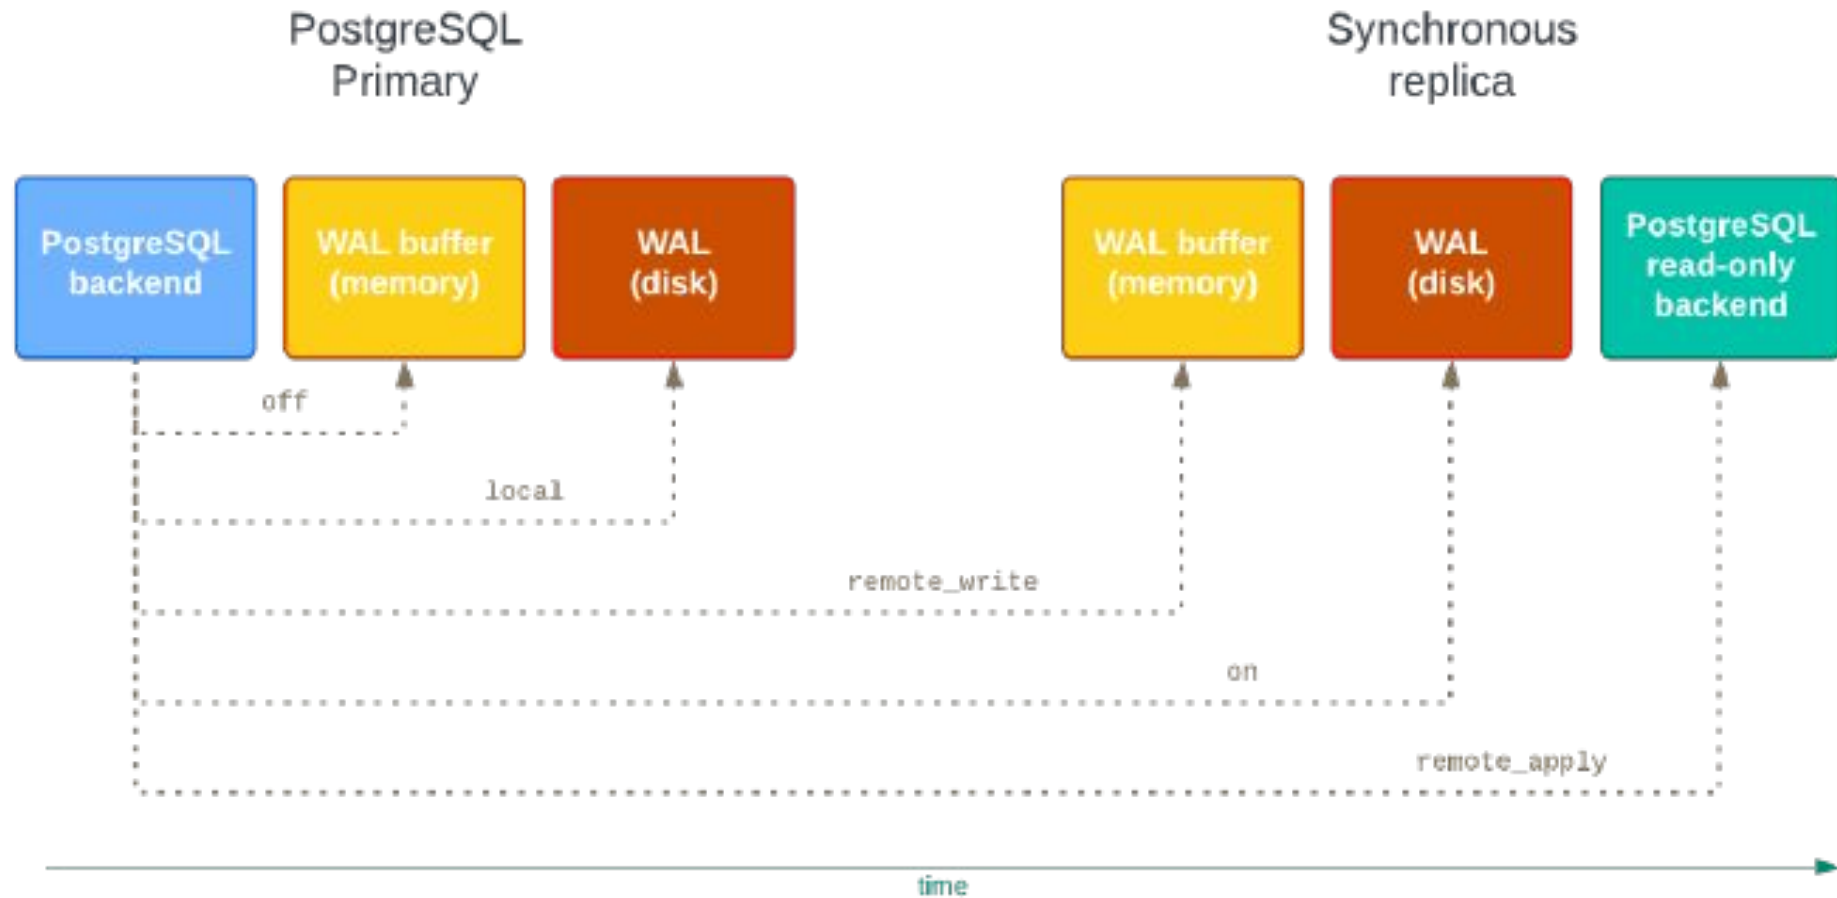 PostgreSQL
Primary
Synchronous
replica
PostgreSQL
backend
WAL buffer
(memory)
WAL
(disk)
WAL buffer
(memory)
WAL
(disk)
PostgreSQL
read-only
backend
off
local
remote_write
on
remote_apply
time